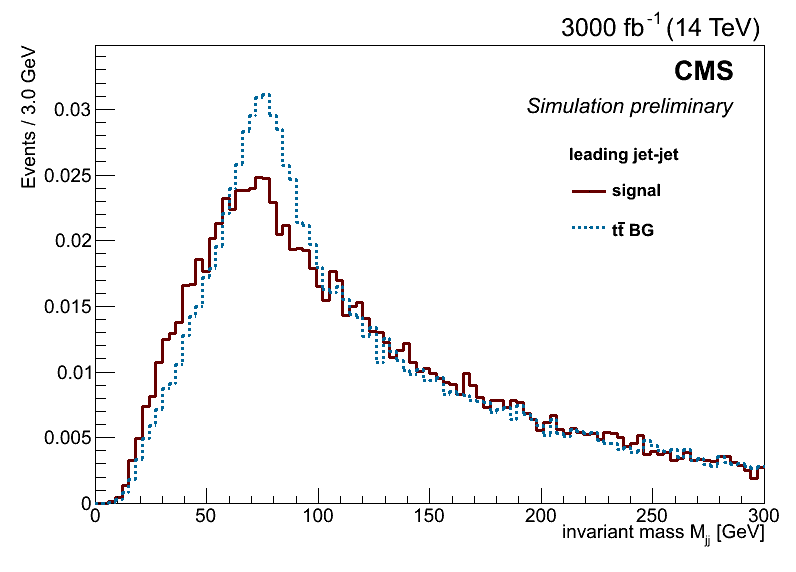 3000 fb⁻¹ (14 TeV)
CMS
Simulation preliminary
leading jet-jet
signal
tt̄ BG
Events / 3.0 GeV
0.03
0.025
0.02
0.015
0.01
0.005
0
0 50 100 150 200 250 300
invariant mass Mjj [GeV]